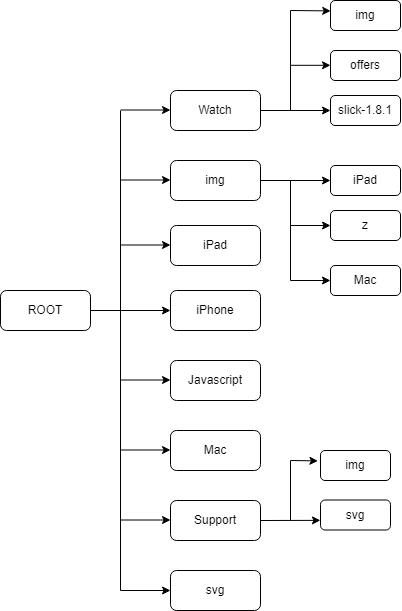 img
offers
Watch
slick-1.8.1
img
iPad
z
iPad
Mac
ROOT
iPhone
Javascript
Mac
img
Support
svg
svg